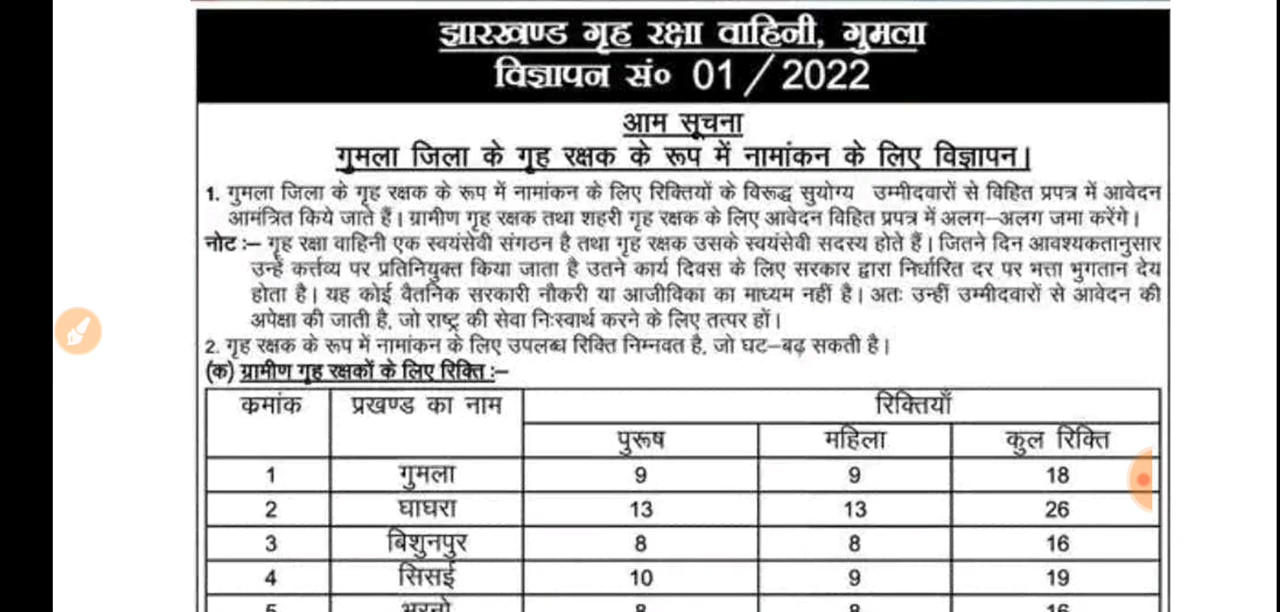 झारखण्ड गृह रक्षा वाहिनी, गुमला
विज्ञापन सं० 01/2022
आम सूचना
गुमला जिला के गृह रक्षक के रूप में नामांकन के लिए विज्ञापन।
1. गुमला जिला के गृह रक्षक के रूप में नामांकन के लिए रिक्तियों के विरूद्ध सुयोग्य उम्मीदवारों से विहित प्रपत्र में आवेदन
आमंत्रित किये जाते हैं। ग्रामीण गृह रक्षक तथा शहरी गृह रक्षक के लिए आवेदन विहित प्रपत्र में अलग–अलग जमा करेंगे।
नोट :– गृह रक्षा वाहिनी एक स्वयंसेवी संगठन है तथा गृह रक्षक उसके स्वयंसेवी सदस्य होते हैं। जितने दिन आवश्यकतानुसार
उन्हें कर्त्तव्य पर प्रतिनियुक्त किया जाता है उतने कार्य दिवस के लिए सरकार द्वारा निर्धारित दर पर भत्ता भुगतान देय
होता है। यह कोई वैतनिक सरकारी नौकरी या आजीविका का माध्यम नहीं है। अतः उन्हीं उम्मीदवारों से आवेदन की
अपेक्षा की जाती है, जो राष्ट्र की सेवा निःस्वार्थ करने के लिए तत्पर हों।
2. गृह रक्षक के रूप में नामांकन के लिए उपलब्ध रिक्ति निम्नवत है, जो घट–बढ़ सकती है।
(क) ग्रामीण गृह रक्षकों के लिए रिक्ति :–
कमांक प्रखण्ड का नाम रिक्तियाँ
पुरूष महिला कुल रिक्ति
1 गुमला 9 9 18
2 घाघरा 13 13 26
3 बिशुनपुर 8 8 16
4 सिसई 10 9 19
5 भरनो 8 8 16